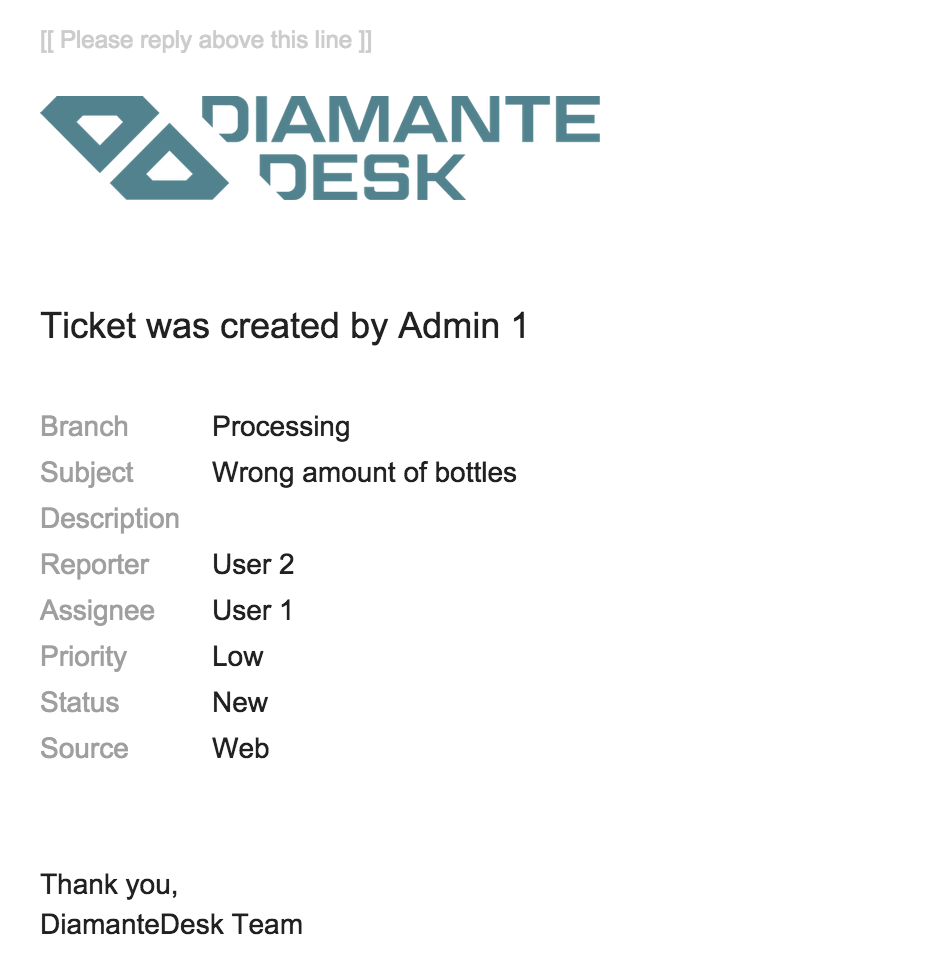 [[ Please reply above this line ]]
DIAMANTE
DESK
Ticket was created by Admin 1
Branch Processing
Subject Wrong amount of bottles
Description
Reporter User 2
Assignee User 1
Priority Low
Status New
Source Web
Thank you,
DiamanteDesk Team